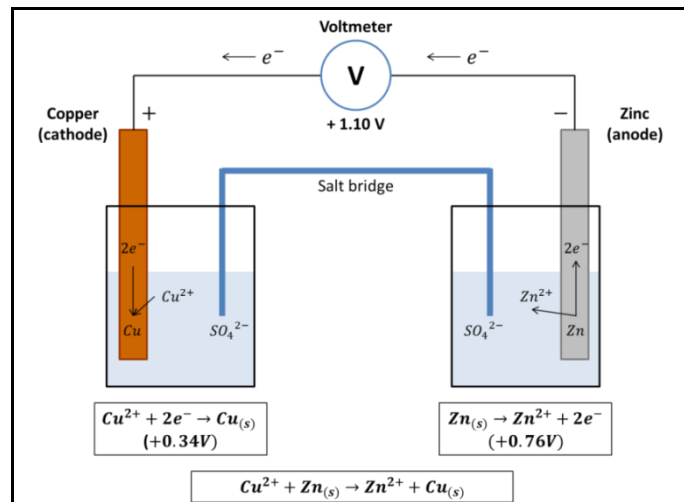 Voltmeter
e⁻
e⁻
V
Copper
(cathode)
+
−
Zinc
(anode)
+ 1.10 V
Salt bridge
2e⁻
2e⁻
Cu²⁺
Zn²⁺
Cu
SO₄²⁻
SO₄²⁻
Zn
Cu²⁺ + 2e⁻ → Cu₍ₛ₎
(+0.34V)
Zn₍ₛ₎ → Zn²⁺ + 2e⁻
(+0.76V)
Cu²⁺ + Zn₍ₛ₎ → Zn²⁺ + Cu₍ₛ₎